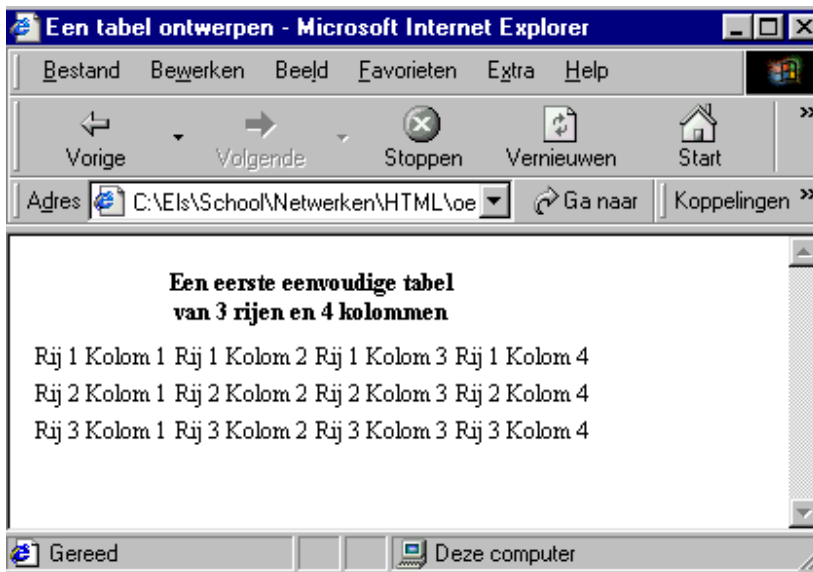 Een tabel ontwerpen - Microsoft Internet Explorer
Bestand Bewerken Beeld Favorieten Extra Help
Vorige Volgende Stoppen Vernieuwen Start »
Adres C:\Els\School\Netwerken\HTML\oe Ga naar Koppelingen »
Een eerste eenvoudige tabel
van 3 rijen en 4 kolommen
Rij 1 Kolom 1 Rij 1 Kolom 2 Rij 1 Kolom 3 Rij 1 Kolom 4
Rij 2 Kolom 1 Rij 2 Kolom 2 Rij 2 Kolom 3 Rij 2 Kolom 4
Rij 3 Kolom 1 Rij 3 Kolom 2 Rij 3 Kolom 3 Rij 3 Kolom 4
Gereed Deze computer